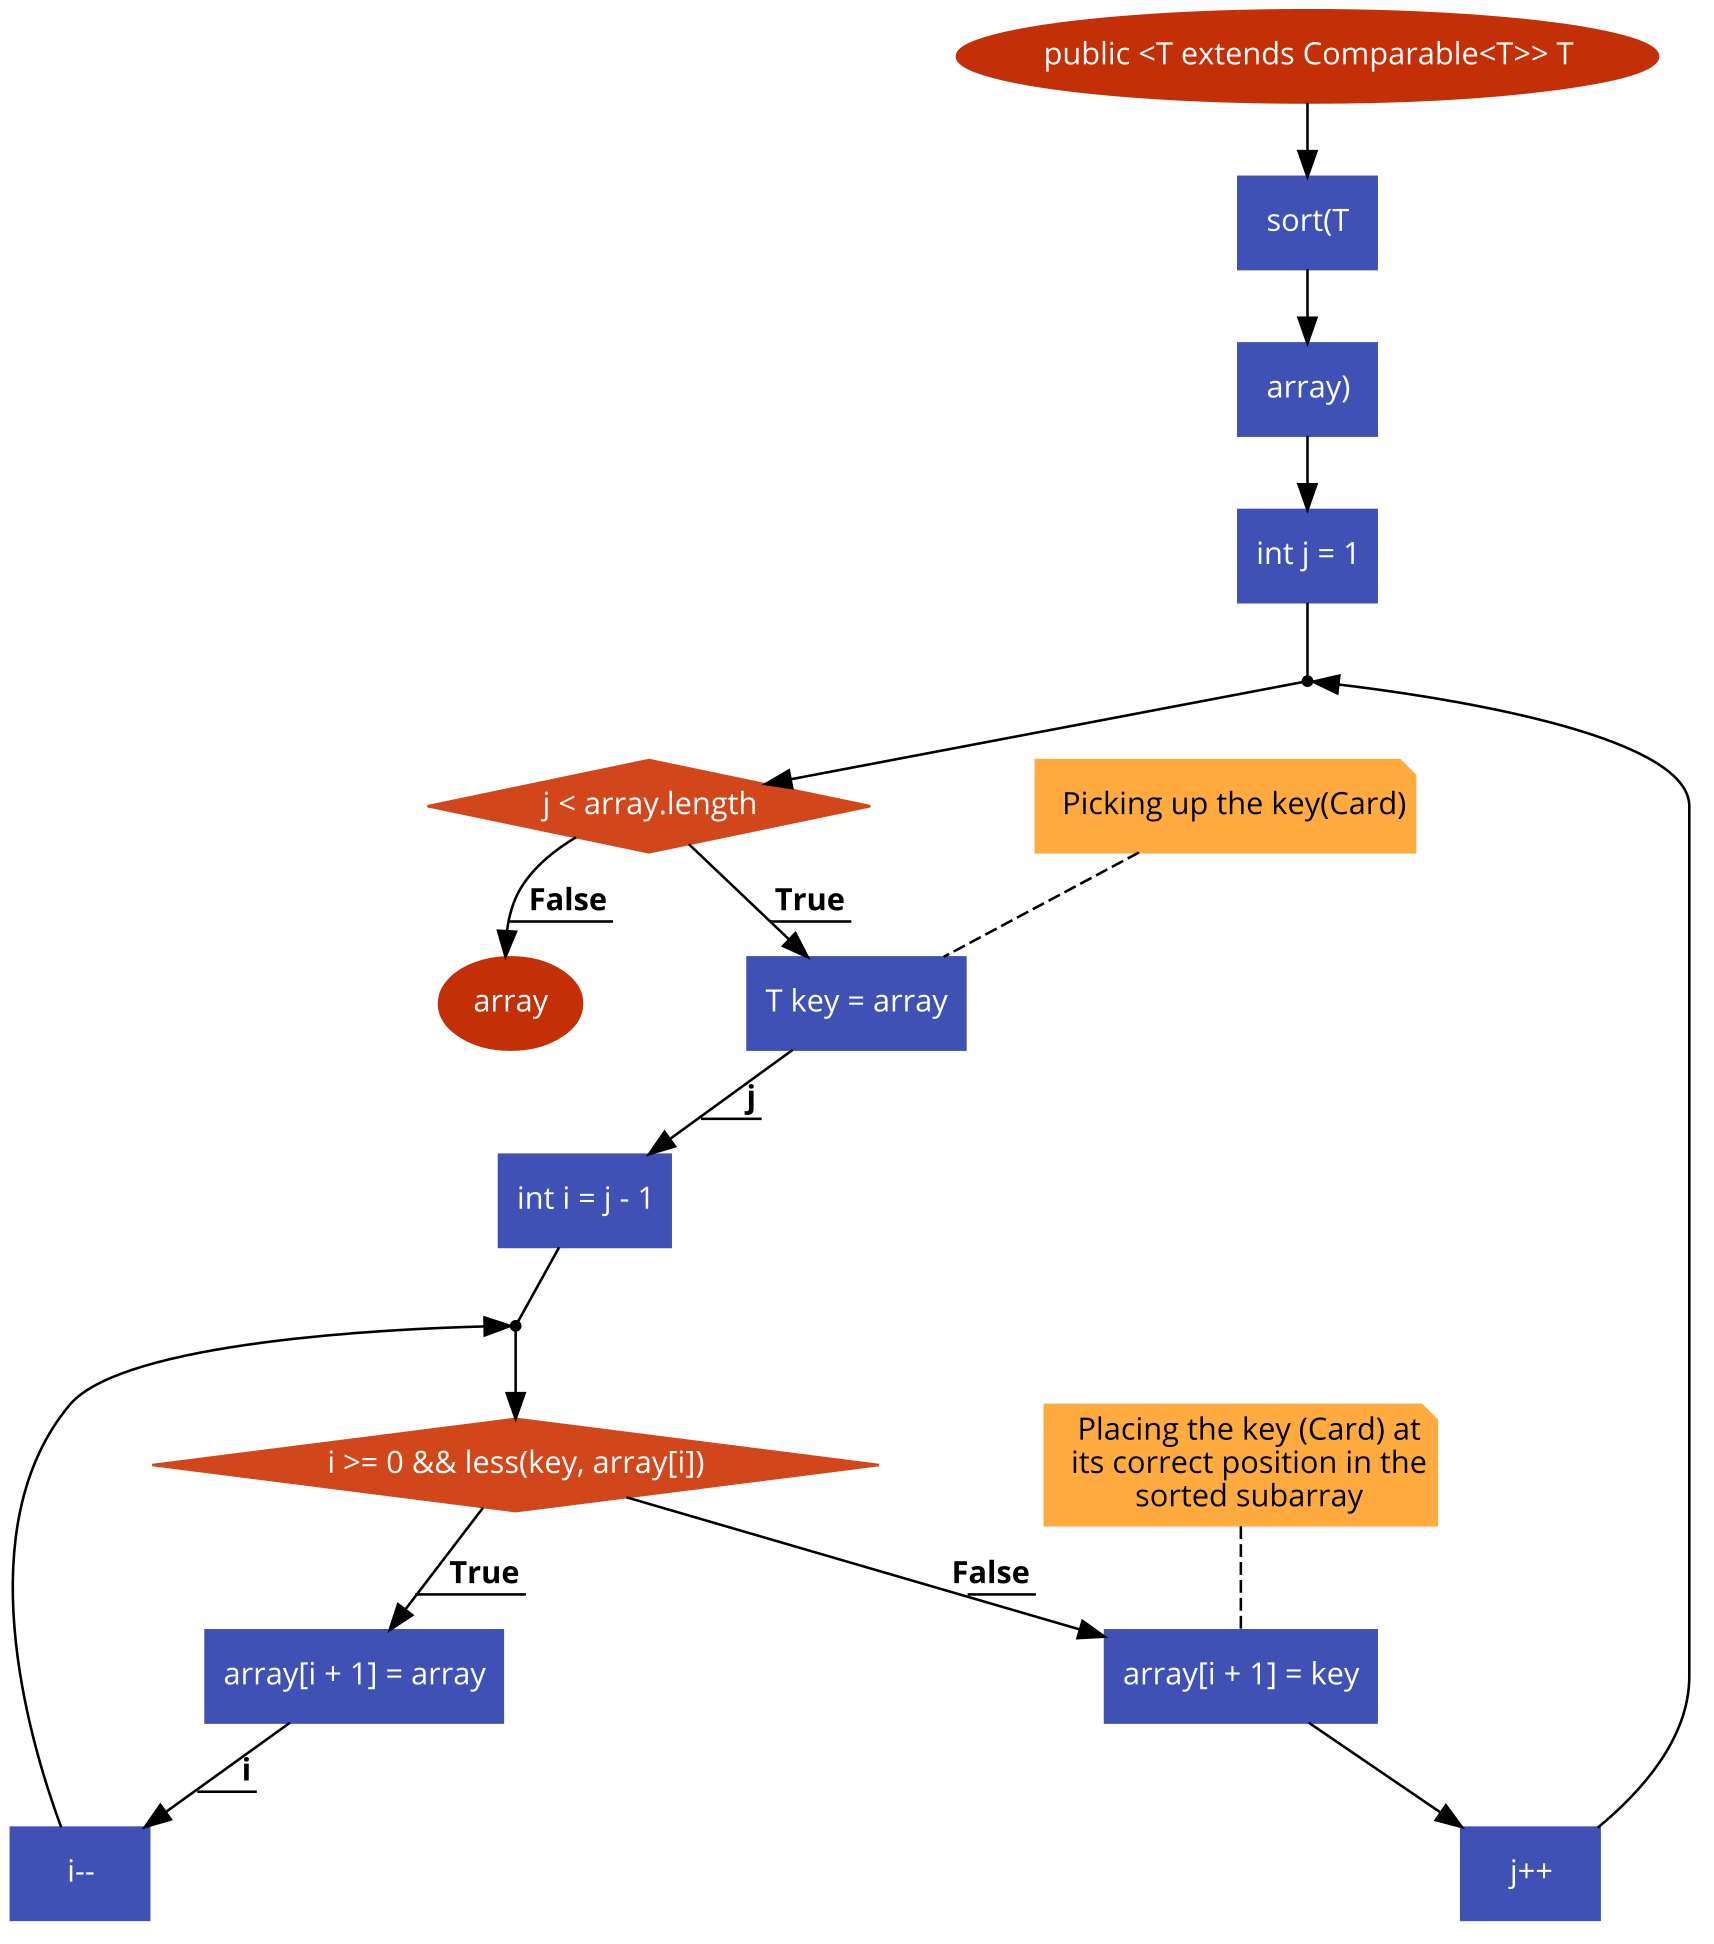 public <T extends Comparable<T>> T
sort(T
array)
int j = 1
j < array.length
Picking up the key(Card)
False
True
array
T key = array
j
int i = j - 1
i >= 0 && less(key, array[i])
Placing the key (Card) at
its correct position in the
sorted subarray
True
False
array[i + 1] = array
array[i + 1] = key
i
i--
j++